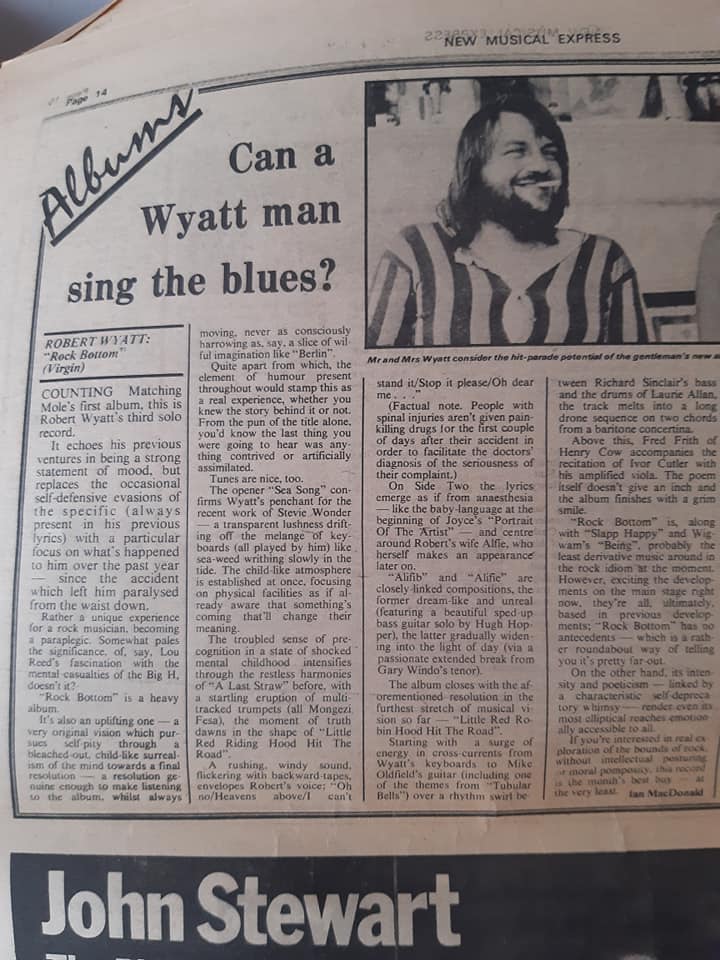 NEW MUSICAL EXPRESS
Page 14
Albums
Can a
Wyatt man
sing the blues?
Mr and Mrs Wyatt consider the hit-parade potential of the gentleman's new
ROBERT WYATT:
"Rock Bottom"
(Virgin)
COUNTING Matching
Mole's first album, this is
Robert Wyatt's third solo
record.
It echoes his previous
ventures in being a strong
statement of mood, but
replaces the occasional
self-defensive evasions of
the specific (always
present in his previous
lyrics) with a particular
focus on what's happened
to him over the past year
— since the accident
which left him paralysed
from the waist down.
Rather a unique experience
for a rock musician, becoming
a paraplegic. Somewhat pales
the significance, of, say, Lou
Reed's fascination with the
mental casualties of the Big H,
doesn't it?
"Rock Bottom" is a heavy
album.
It's also an uplifting one — a
very original vision which pur-
sues self-pity through a
bleached-out, child-like surreal-
ism of the mind towards a final
resolution — a resolution ge-
nuine enough to make listening
to the album, whilst always
moving, never as consciously
harrowing as, say, a slice of wil-
ful imagination like "Berlin".
Quite apart from which, the
element of humour present
throughout would stamp this as
a real experience, whether you
knew the story behind it or not.
From the pun of the title alone,
you'd know the last thing you
were going to hear was any-
thing contrived or artificially
assimilated.
Tunes are nice, too.
The opener "Sea Song" con-
firms Wyatt's penchant for the
recent work of Stevie Wonder
— a transparent lushness drift-
ing off the melange of key-
boards (all played by him) like
sea-weed writhing slowly in the
tide. The child-like atmosphere
is established at once, focusing
on physical facilities as if al-
ready aware that something's
coming that'll change their
meaning.
The troubled sense of pre-
cognition in a state of shocked
mental childhood intensifies
through the restless harmonies
of "A Last Straw" before, with
a startling eruption of multi-
tracked trumpets (all Mongezi
Fesa), the moment of truth
dawns in the shape of "Little
Red Riding Hood Hit The
Road".
A rushing, windy sound,
flickering with backward-tapes,
envelopes Robert's voice; "Oh
no/Heavens above/I can't
stand it/Stop it please/Oh dear
me . . ."
(Factual note. People with
spinal injuries aren't given pain-
killing drugs for the first couple
of days after their accident in
order to facilitate the doctors'
diagnosis of the seriousness of
their complaint.)
On Side Two the lyrics
emerge as if from anaesthesia
— like the baby-language at the
beginning of Joyce's "Portrait
Of The Artist" — and centre
around Robert's wife Alfie, who
herself makes an appearance
later on.
"Alifib" and "Alifie" are
closely-linked compositions, the
former dream-like and unreal
(featuring a beautiful sped-up
bass guitar solo by Hugh Hop-
per), the latter gradually widen-
ing into the light of day (via a
passionate extended break from
Gary Windo's tenor).
The album closes with the af-
orementioned resolution in the
furthest stretch of musical vi-
sion so far — "Little Red Ro-
bin Hood Hit The Road".
Starting with a surge of
energy in cross-currents from
Wyatt's keyboards to Mike
Oldfield's guitar (including one
of the themes from "Tubular
Bells") over a rhythm swirl be-
tween Richard Sinclair's bass
and the drums of Laurie Allan,
the track melts into a long
drone sequence on two chords
from a baritone concertina.
Above this, Fred Frith of
Henry Cow accompanies the
recitation of Ivor Cutler with
his amplified viola. The poem
itself doesn't give an inch and
the album finishes with a grim
smile.
"Rock Bottom" is, along
with "Slapp Happy" and Wig-
wam's "Being", probably the
least derivative music around in
the rock idiom at the moment.
However, exciting the develop-
ments on the main stage right
now, they're all, ultimately,
based in previous develop-
ments; "Rock Bottom" has no
antecedents — which is a rath-
er roundabout way of telling
you it's pretty far-out.
On the other hand, its inten-
sity and poeticism — linked by
a characteristic self-depreca-
tory whimsy — render even its
most elliptical reaches emotion-
ally accessible to all.
If you're interested in real ex-
ploration of the bounds of rock,
without intellectual posturing
or moral pomposity, this record
is the month's best buy — at
the very least. Ian MacDonald
John Stewart